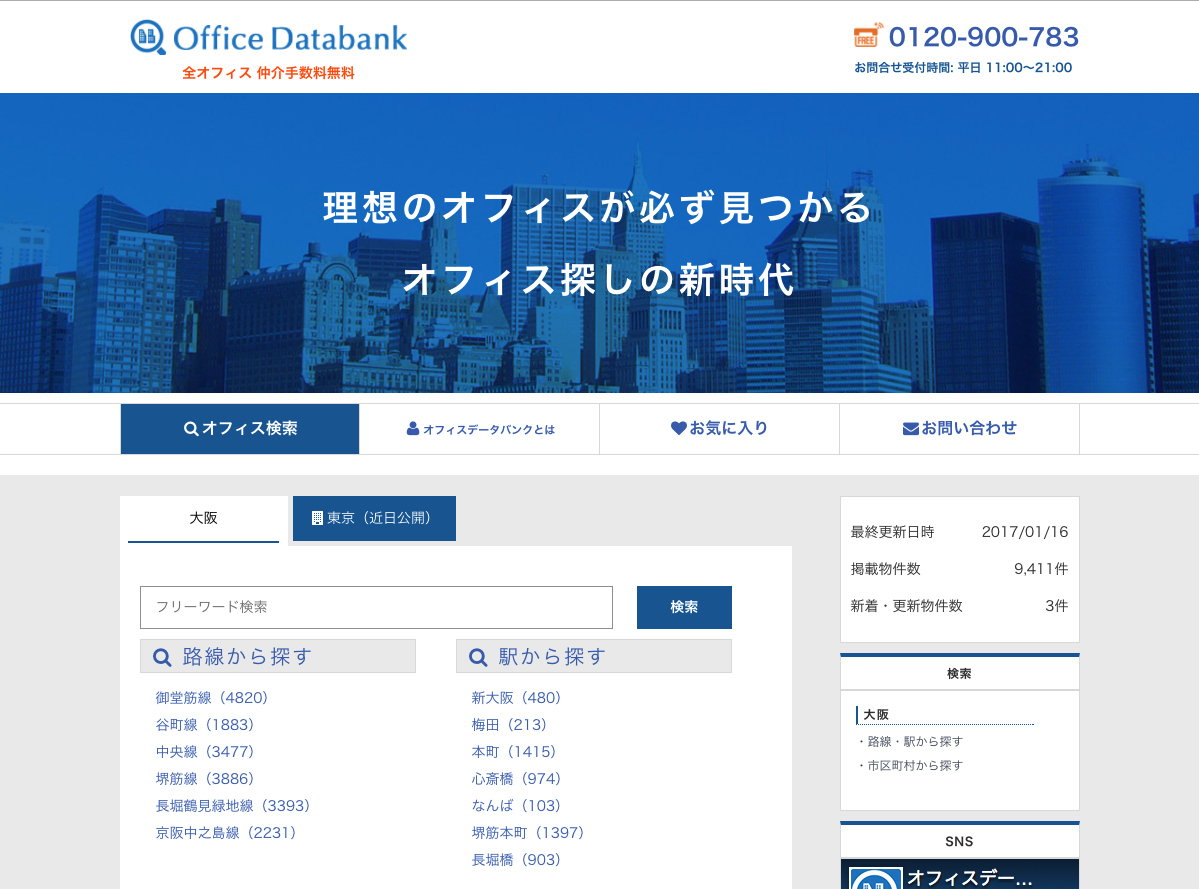 Office Databank
全オフィス 仲介手数料無料
FREE 0120-900-783
お問合せ受付時間: 平日 11:00〜21:00
理想のオフィスが必ず見つかる
オフィス探しの新時代
オフィス検索
オフィスデータバンクとは
お気に入り
お問い合わせ
大阪
東京（近日公開）
フリーワード検索
検索
路線から探す
御堂筋線（4820）
谷町線（1883）
中央線（3477）
堺筋線（3886）
長堀鶴見緑地線（3393）
京阪中之島線（2231）
駅から探す
新大阪（480）
梅田（213）
本町（1415）
心斎橋（974）
なんば（103）
堺筋本町（1397）
長堀橋（903）
最終更新日時 2017/01/16
掲載物件数 9,411件
新着・更新物件数 3件
検索
大阪
・路線・駅から探す
・市区町村から探す
SNS
オフィスデー...